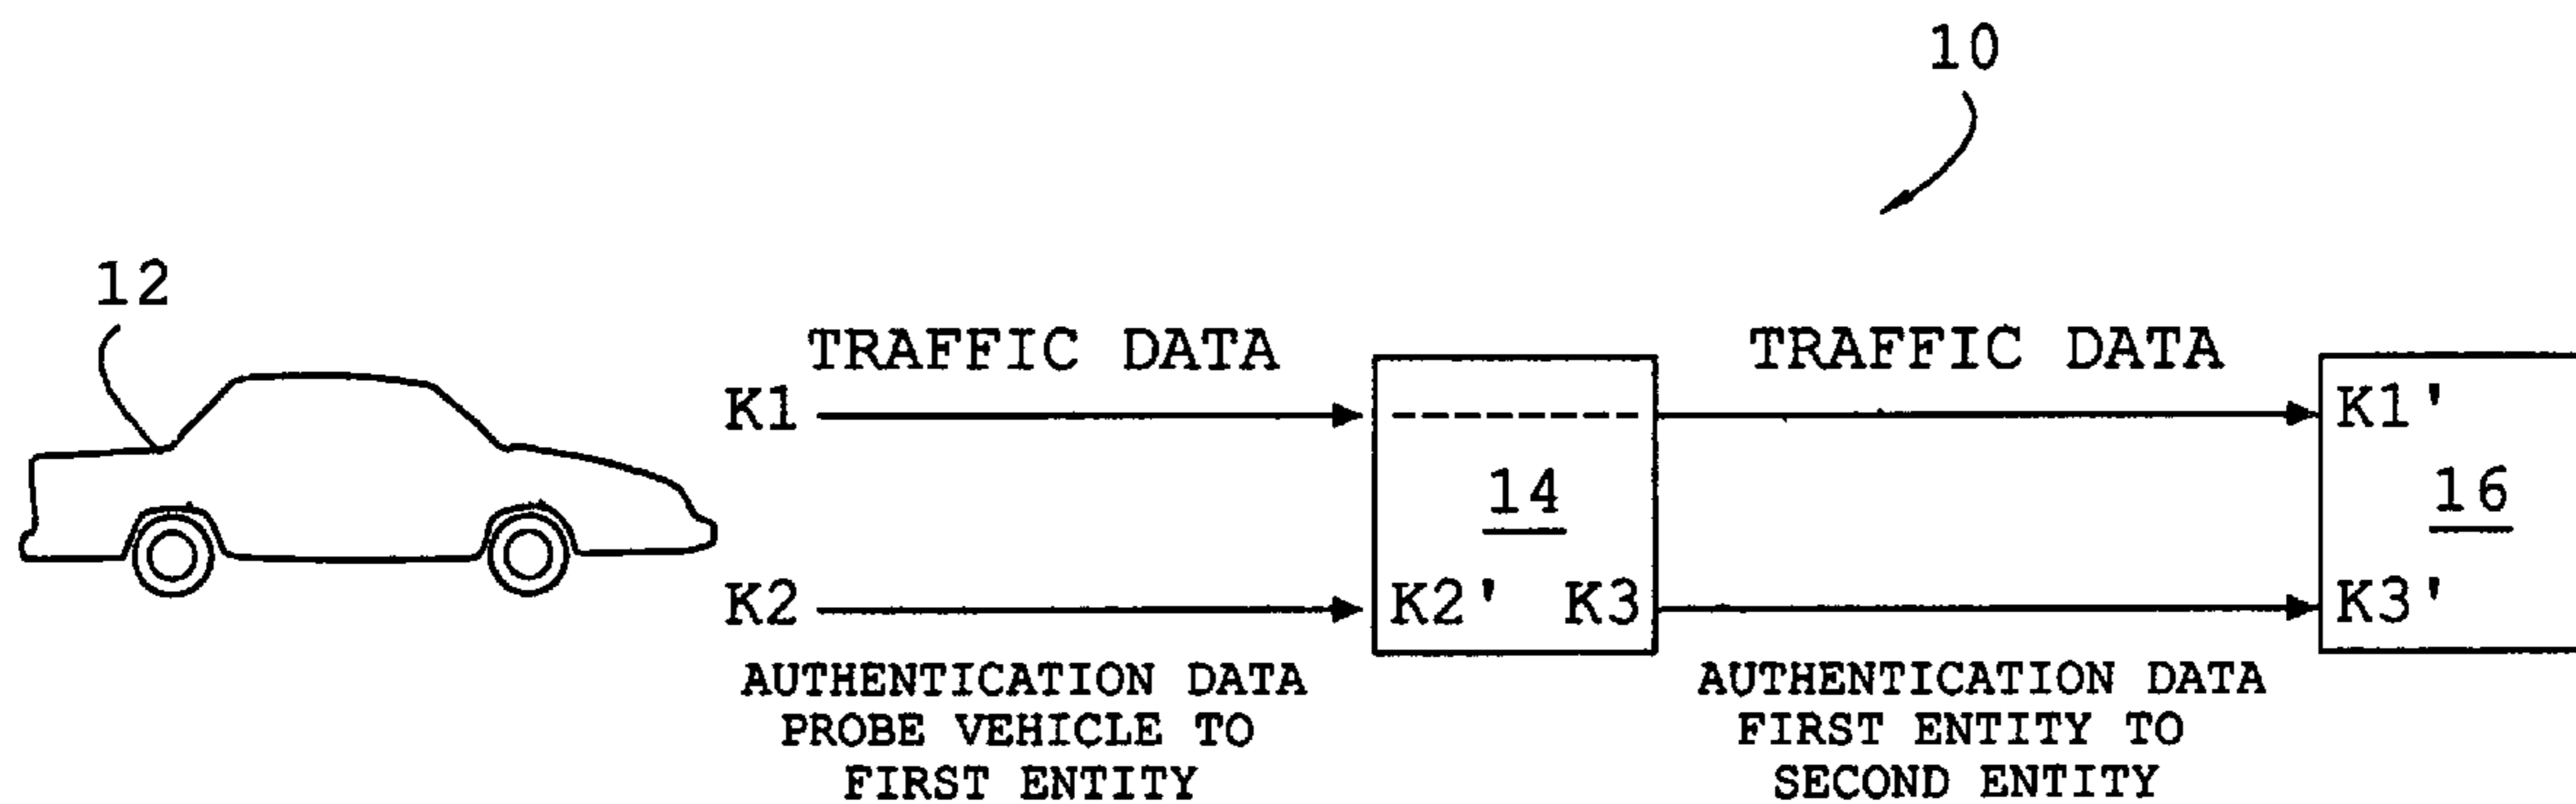 10
12
TRAFFIC DATA
TRAFFIC DATA
K1
K1'
14
16
K2
K2' K3
K3'
AUTHENTICATION DATA
PROBE VEHICLE TO
FIRST ENTITY
AUTHENTICATION DATA
FIRST ENTITY TO
SECOND ENTITY